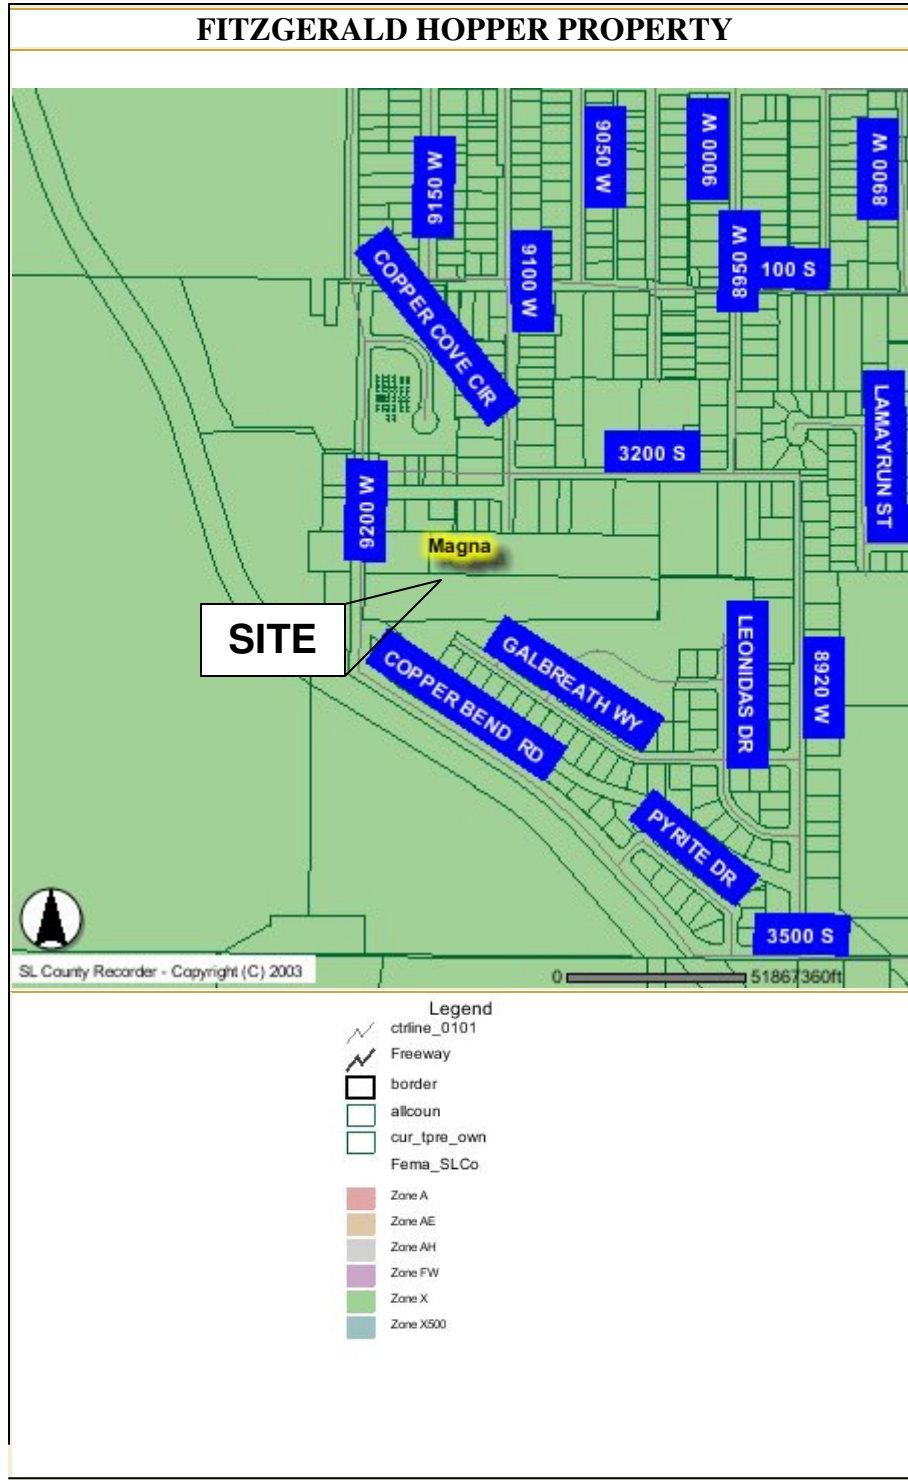 FITZGERALD HOPPER PROPERTY
9150 W
9050 W
9000 W
8900 W
COPPER COVE CIR
9100 W
8950 W
100 S
LAMAYRUN ST
3200 S
9200 W
Magna
SITE
GALBREATH WY
LEONIDAS DR
8920 W
COPPER BEND RD
PYRITE DR
3500 S
SL County Recorder - Copyright (C) 2003
0 51867360ft
Legend
ctrline_0101
Freeway
border
allcoun
cur_tpre_own
Fema_SLCo
Zone A
Zone AE
Zone AH
Zone FW
Zone X
Zone X500